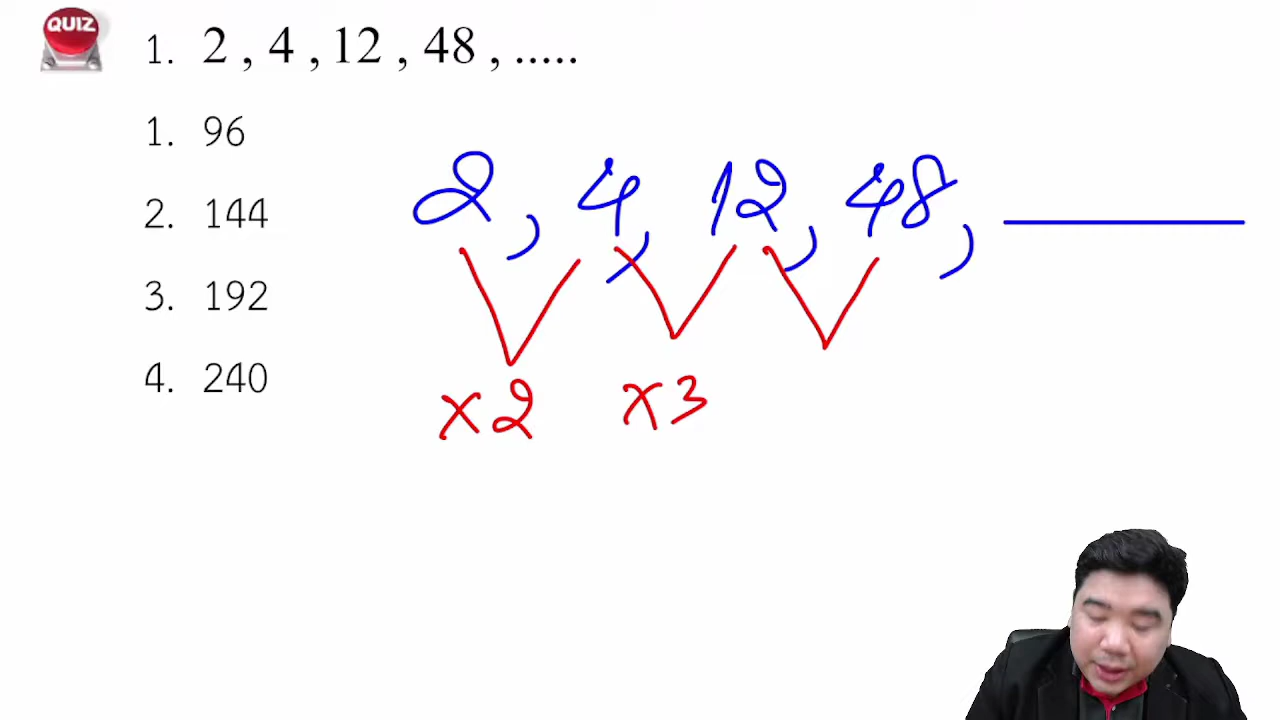 QUIZ
1. 2 , 4 , 12 , 48 , .....
1. 96
2. 144
3. 192
4. 240
2, 4, 12, 48,
x2 x3